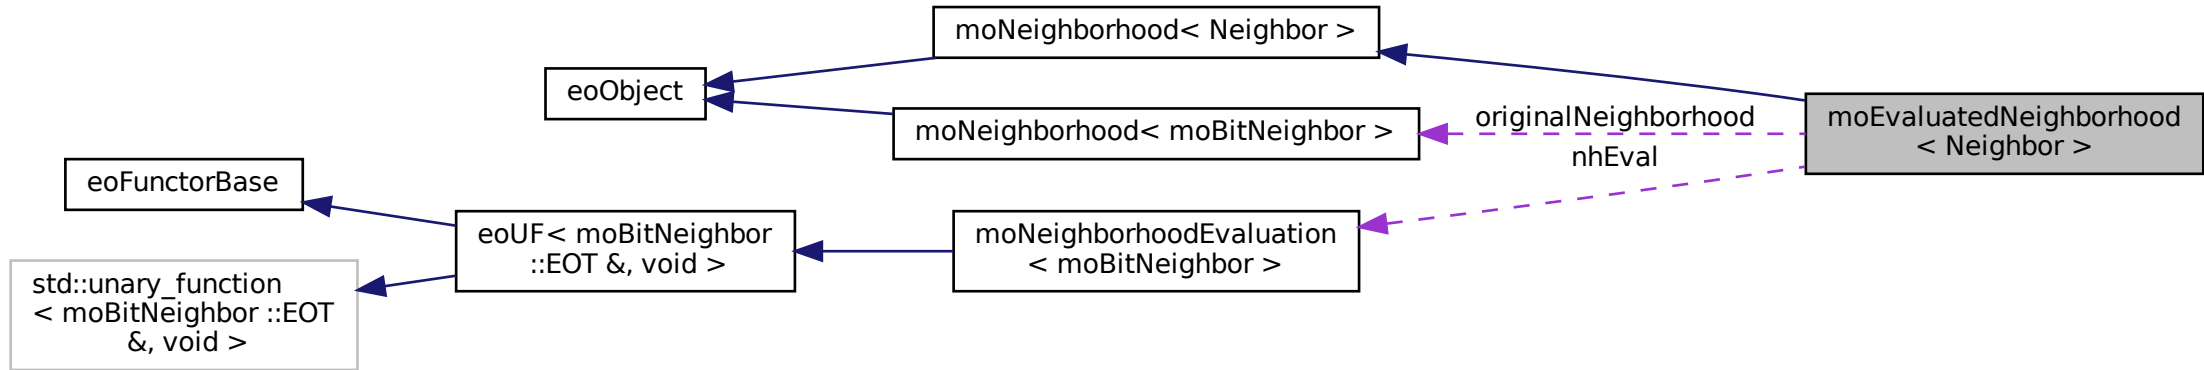 moNeighborhood< Neighbor >
eoObject
moNeighborhood< moBitNeighbor >
originalNeighborhood
nhEval
moEvaluatedNeighborhood
< Neighbor >
eoFunctorBase
eoUF< moBitNeighbor
::EOT &, void >
moNeighborhoodEvaluation
< moBitNeighbor >
std::unary_function
< moBitNeighbor ::EOT
&, void >